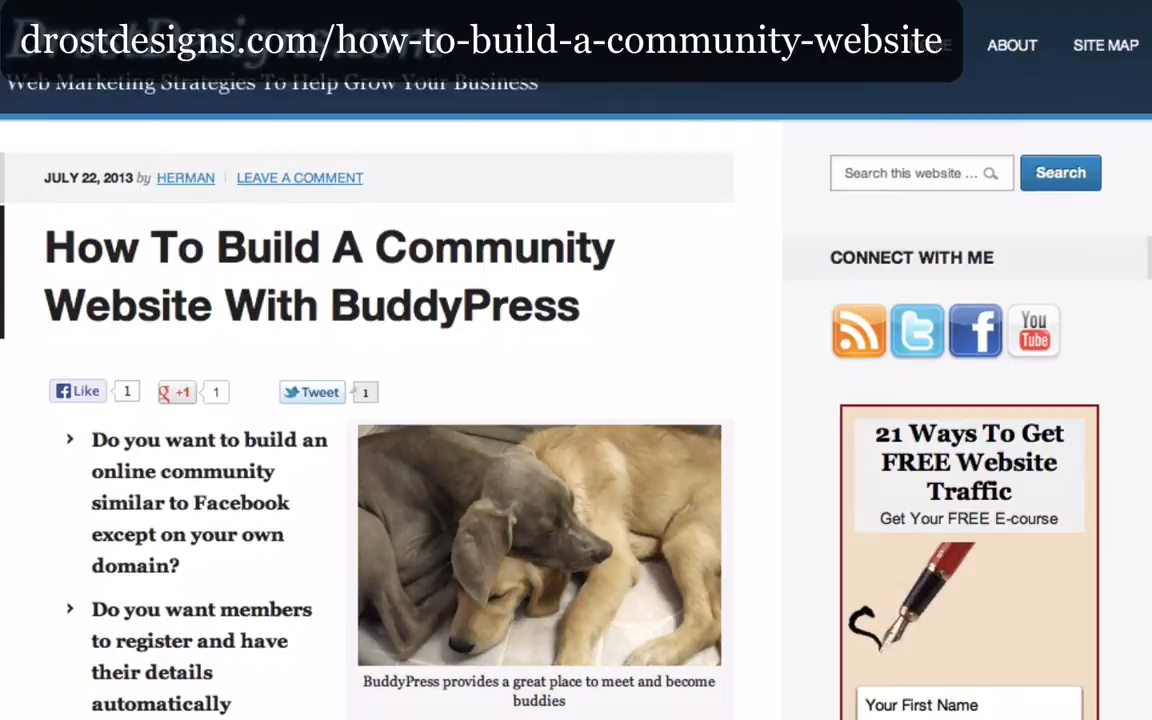 drostdesigns.com/how-to-build-a-community-website
ABOUT
SITE MAP
Web Marketing Strategies To Help Grow Your Business
JULY 22, 2013 by HERMAN LEAVE A COMMENT
How To Build A Community
Website With BuddyPress
Like 1
+1 1
Tweet 1
Do you want to build an
online community
similar to Facebook
except on your own
domain?
Do you want members
to register and have
their details
automatically
BuddyPress provides a great place to meet and become
buddies
Search this website ...
Search
CONNECT WITH ME
You
Tube
21 Ways To Get
FREE Website
Traffic
Get Your FREE E-course
Your First Name